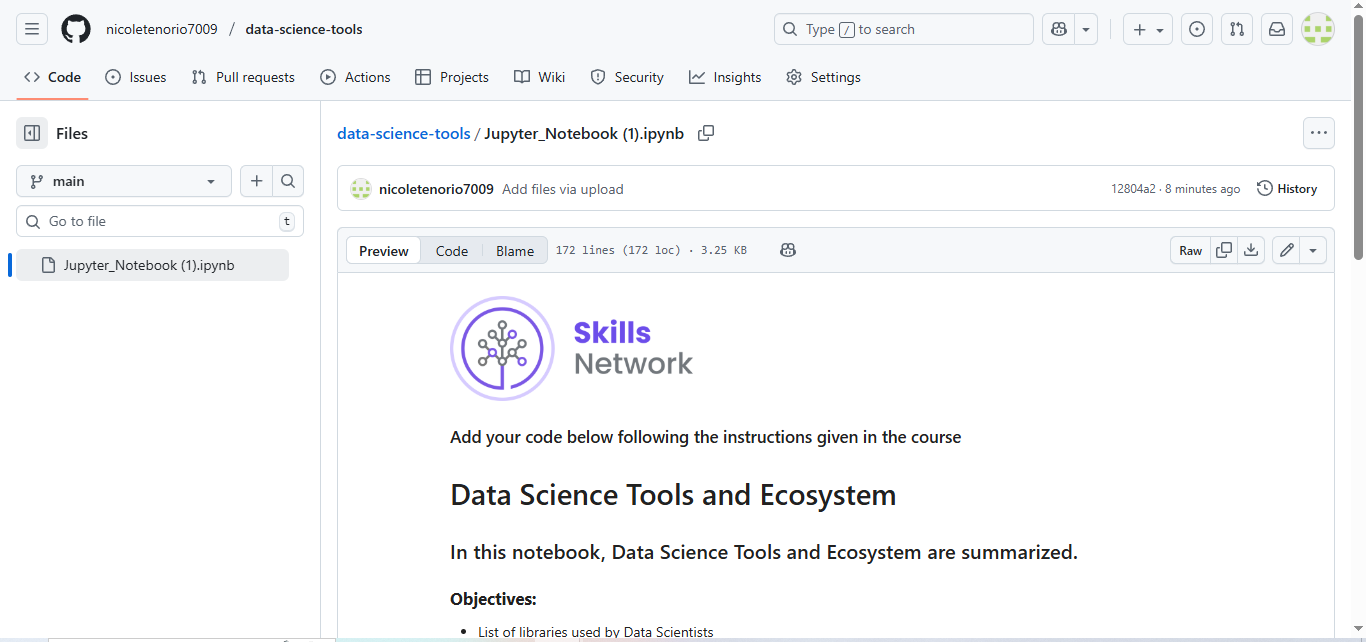 nicoletenorio7009 / data-science-tools
Type / to search
Code Issues Pull requests Actions Projects Wiki Security Insights Settings
Files
main
Go to file
t
Jupyter_Notebook (1).ipynb
data-science-tools / Jupyter_Notebook (1).ipynb
nicoletenorio7009 Add files via upload
12804a2 · 8 minutes ago
History
Preview Code Blame 172 lines (172 loc) · 3.25 KB
Raw
Skills
Network
Add your code below following the instructions given in the course
Data Science Tools and Ecosystem
In this notebook, Data Science Tools and Ecosystem are summarized.
Objectives:
• List of libraries used by Data Scientists